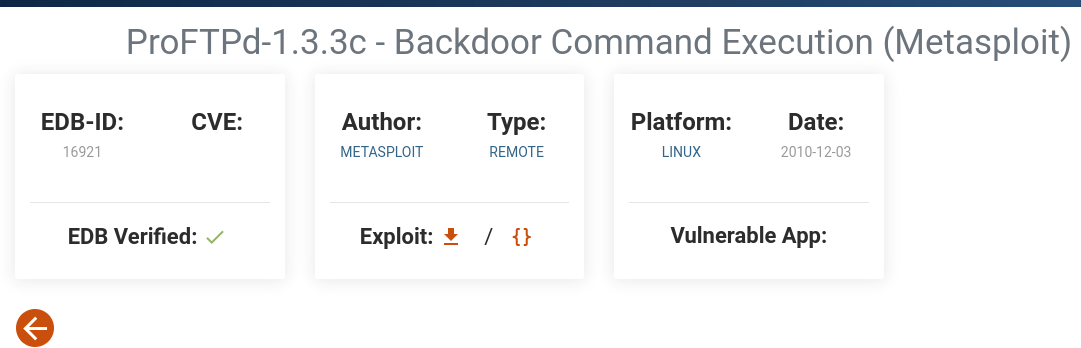 ProFTPd-1.3.3c - Backdoor Command Execution (Metasploit)
EDB-ID: CVE: Author: Type: Platform: Date:
16921 METASPLOIT REMOTE LINUX 2010-12-03
EDB Verified: Exploit: / {} Vulnerable App: